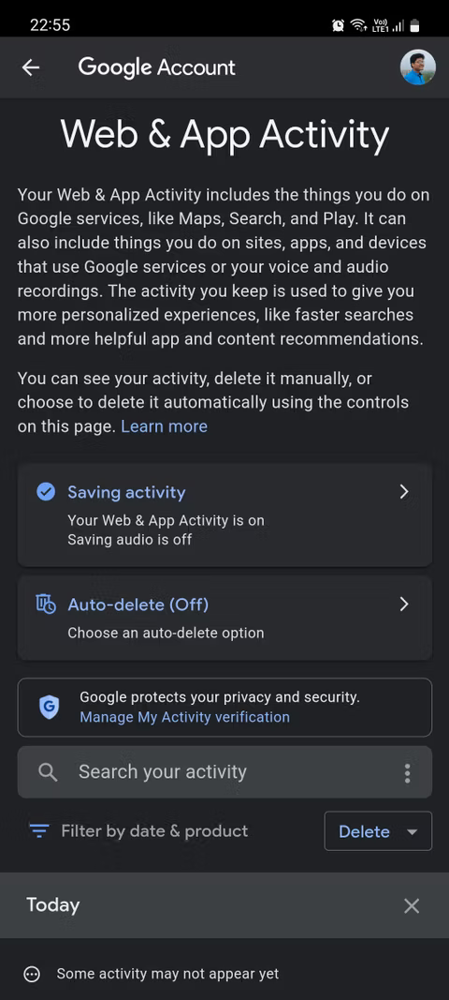 22:55
Vo)) LTE1
Google Account
Web & App Activity
Your Web & App Activity includes the things you do on
Google services, like Maps, Search, and Play. It can
also include things you do on sites, apps, and devices
that use Google services or your voice and audio
recordings. The activity you keep is used to give you
more personalized experiences, like faster searches
and more helpful app and content recommendations.
You can see your activity, delete it manually, or
choose to delete it automatically using the controls
on this page. Learn more
Saving activity
Your Web & App Activity is on
Saving audio is off
Auto-delete (Off)
Choose an auto-delete option
G
Google protects your privacy and security.
Manage My Activity verification
Search your activity
Filter by date & product
Delete
Today
Some activity may not appear yet